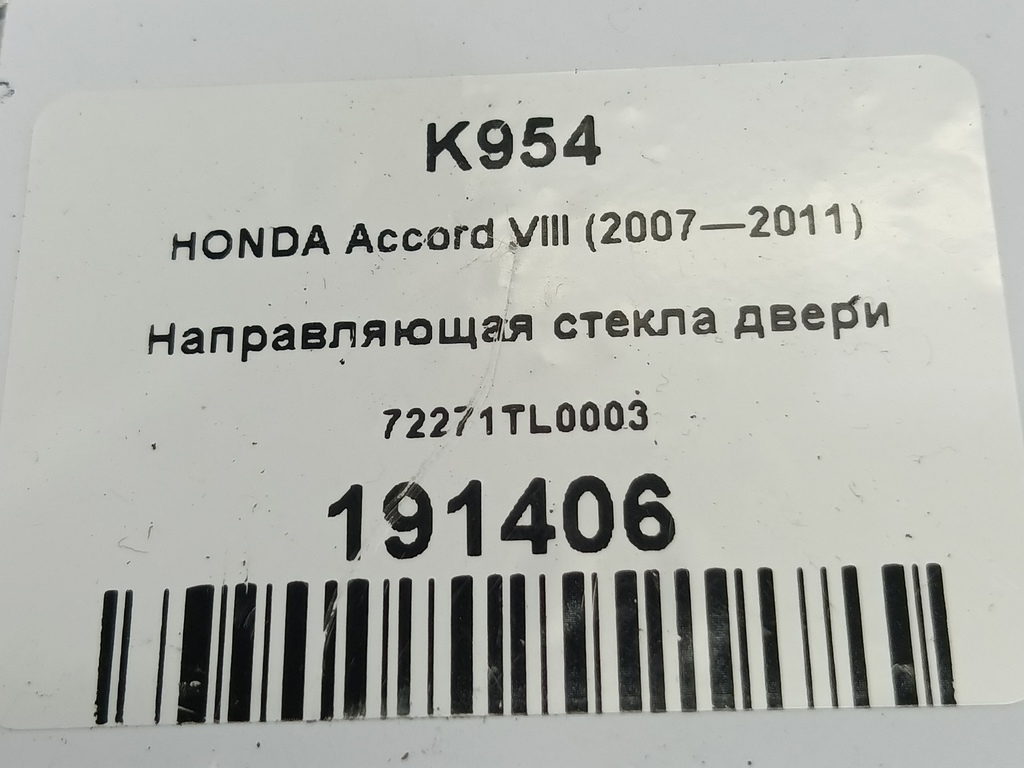 K954
HONDA Accord VIII (2007—2011)
Направляющая стекла двери
72271TL0003
191406